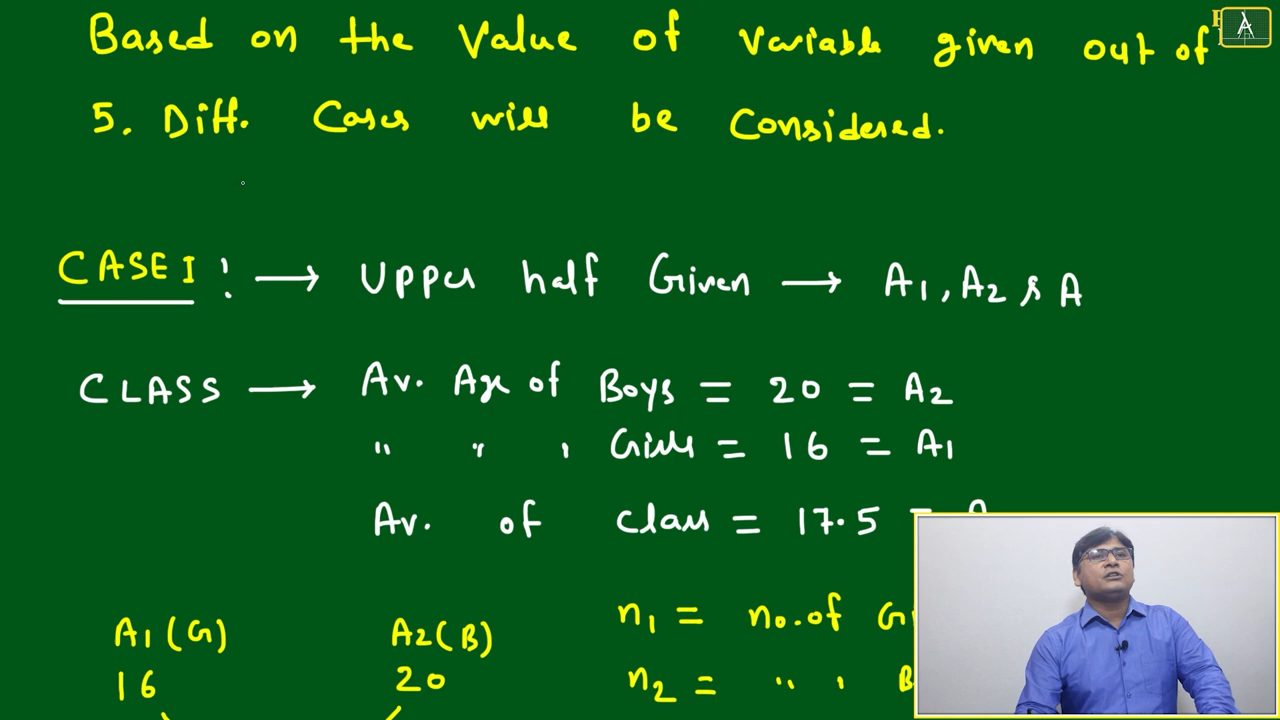 Based on the value of variable given out of
5. Diff. Cases will be Considered.
CASE I : → Upper half Given → A1, A2 & A
CLASS → Av. Age of Boys = 20 = A2
" " " Girls = 16 = A1
Av. of class = 17.5 =
A1(G) A2(B) n1 = no. of
16 20 n2 = " "